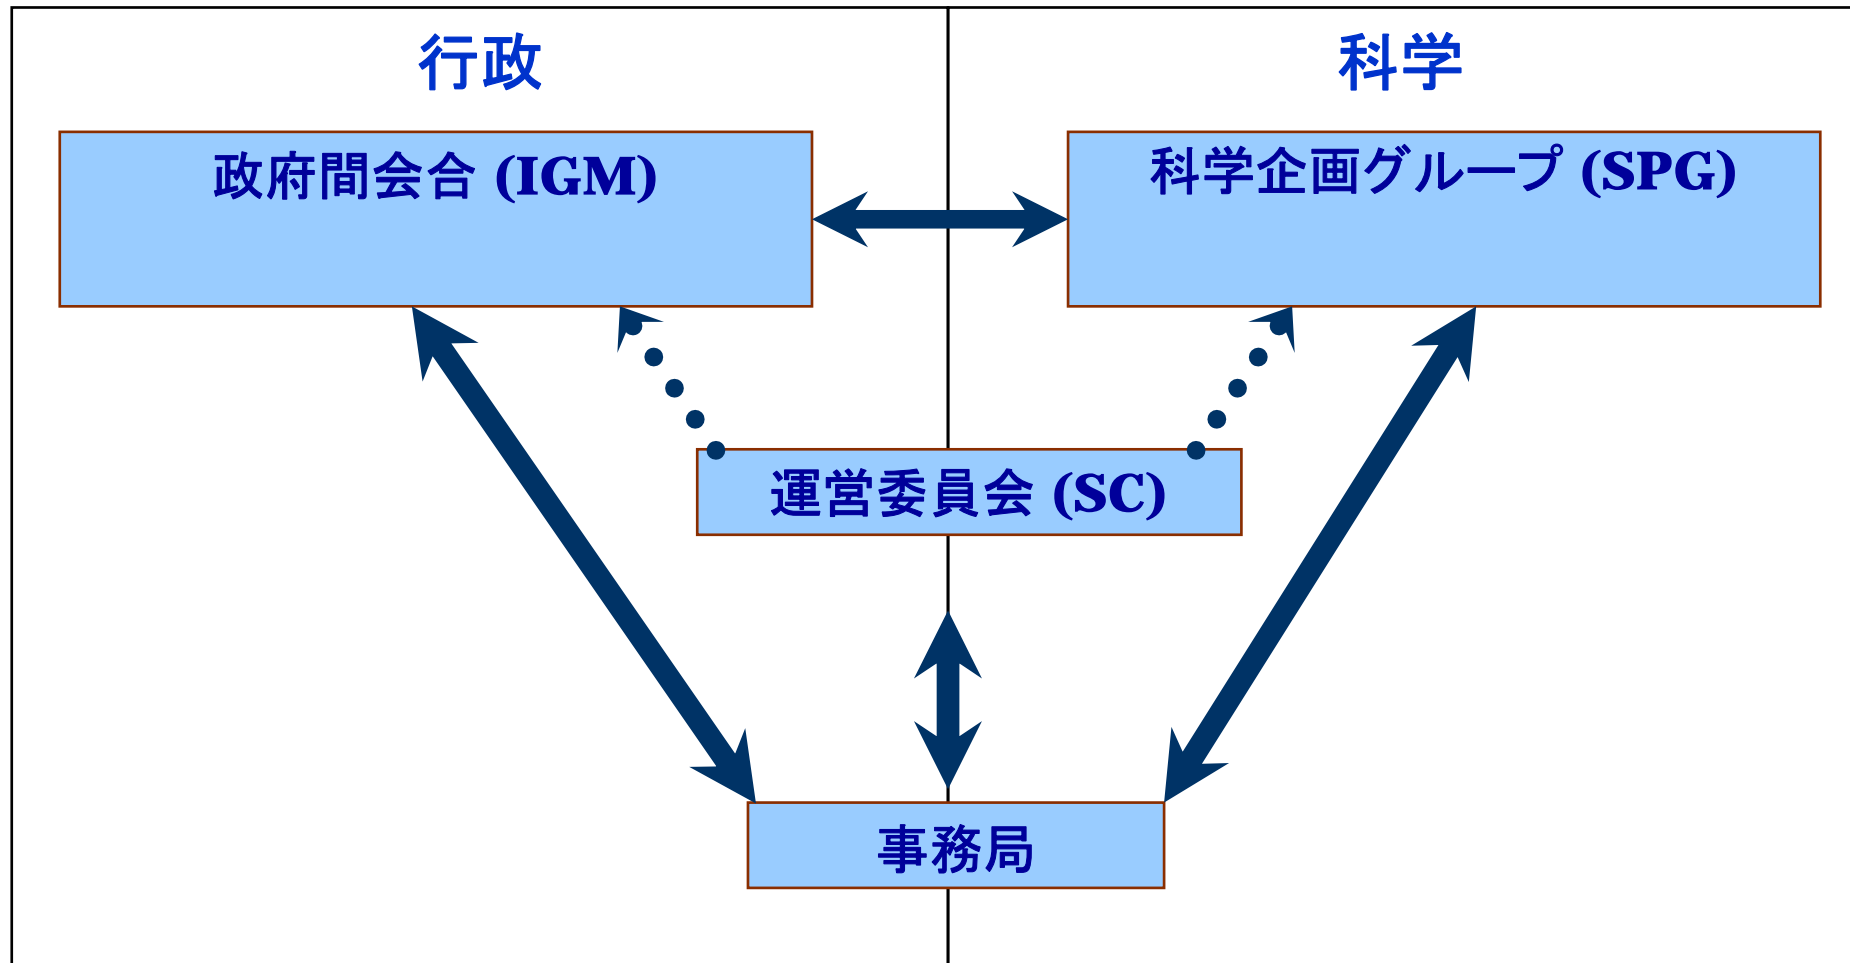 行政
科学
政府間会合 (IGM)
科学企画グループ (SPG)
運営委員会 (SC)
事務局